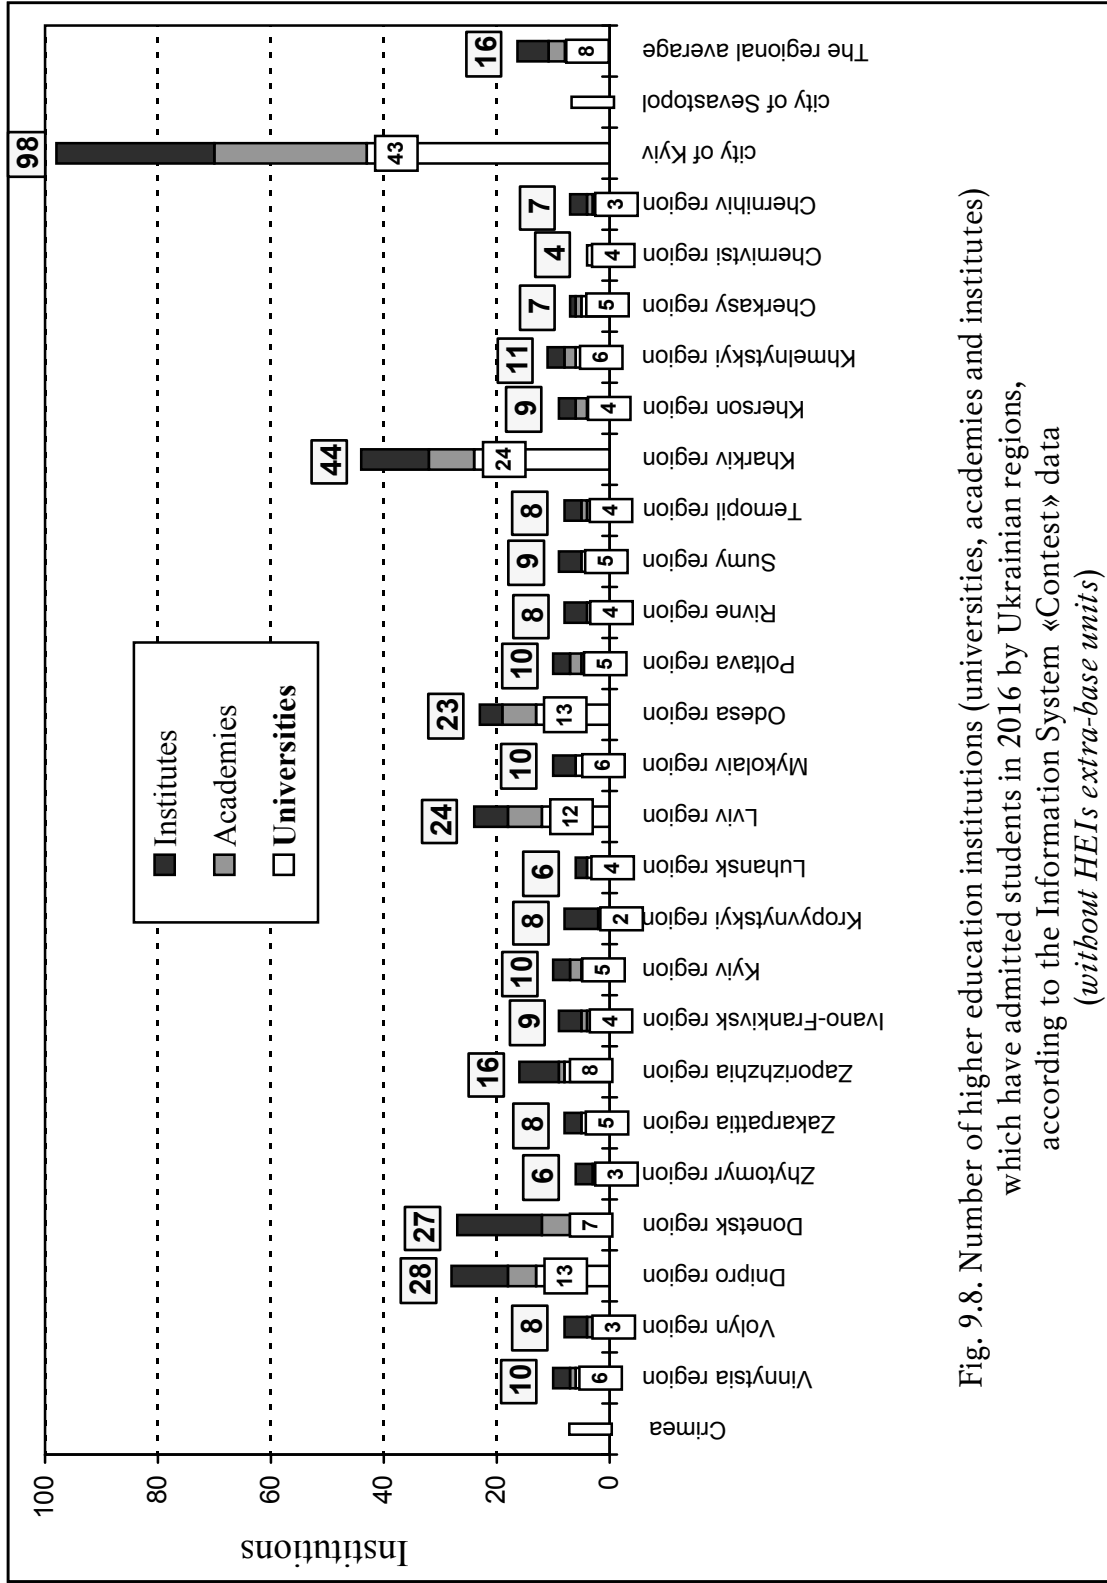 Institutions
100
80
60
40
20
0
Institutes
Academies
Universities
10
8
28
27
6
8
16
9
10
8
6
24
10
23
10
8
9
8
44
9
11
7
4
7
98
16
6
3
13
7
3
5
8
4
5
2
4
12
6
13
5
4
5
4
24
4
6
5
4
3
43
8
Crimea
Vinnytsia region
Volyn region
Dnipro region
Donetsk region
Zhytomyr region
Zakarpattia region
Zaporizhzhia region
Ivano-Frankivsk region
Kyiv region
Kropyvnytskyi region
Luhansk region
Lviv region
Mykolaiv region
Odesa region
Poltava region
Rivne region
Sumy region
Ternopil region
Kharkiv region
Kherson region
Khmelnytskyi region
Cherkasy region
Chernivtsi region
Chernihiv region
city of Kyiv
city of Sevastopol
The regional average
Fig. 9.8. Number of higher education institutions (universities, academies and institutes)
which have admitted students in 2016 by Ukrainian regions,
according to the Information System «Contest» data
(without HEIs extra-base units)